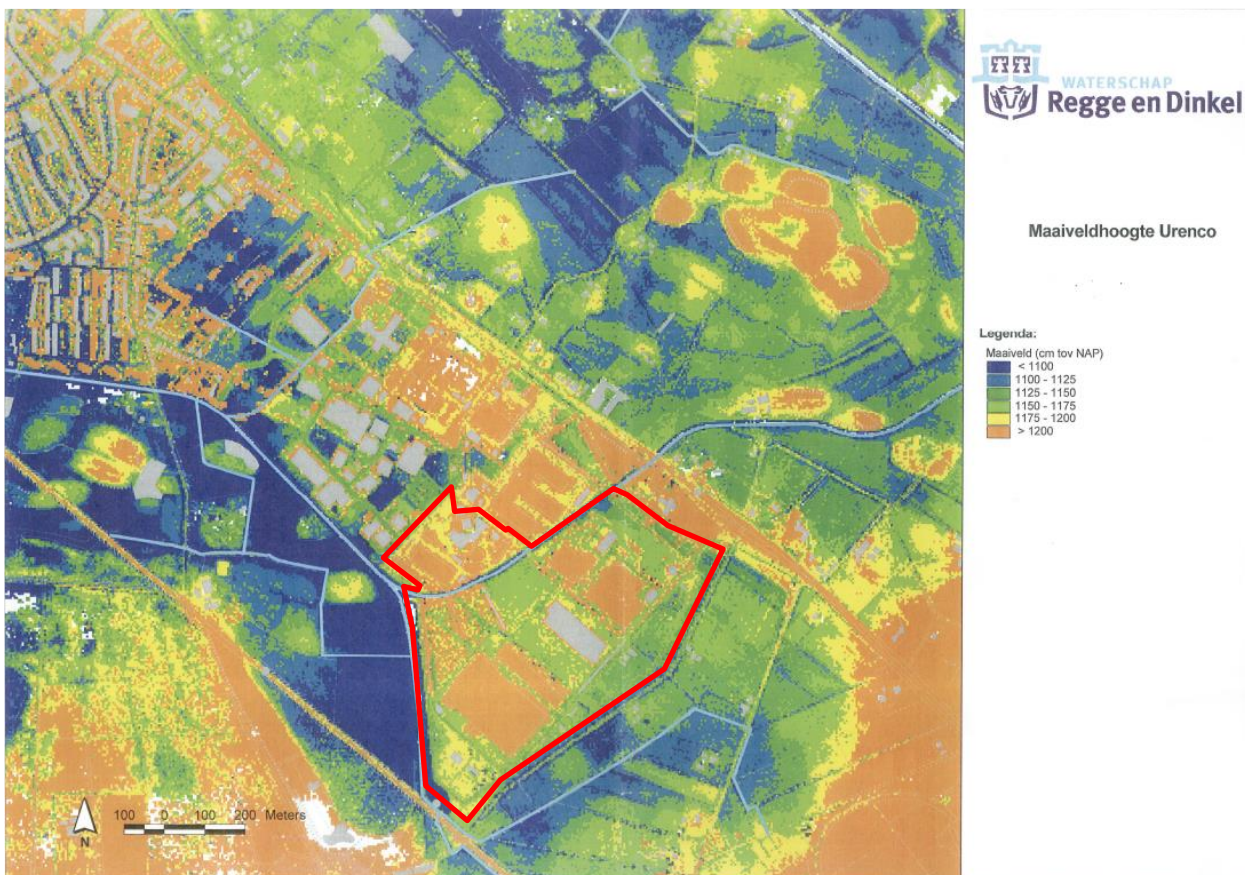 WATERSCHAP
Regge en Dinkel
Maaiveldhoogte Urenco
Legenda:
Maaiveld (cm tov NAP)
< 1100
1100 - 1125
1125 - 1150
1150 - 1175
1175 - 1200
> 1200
100 0 100 200 Meters
N